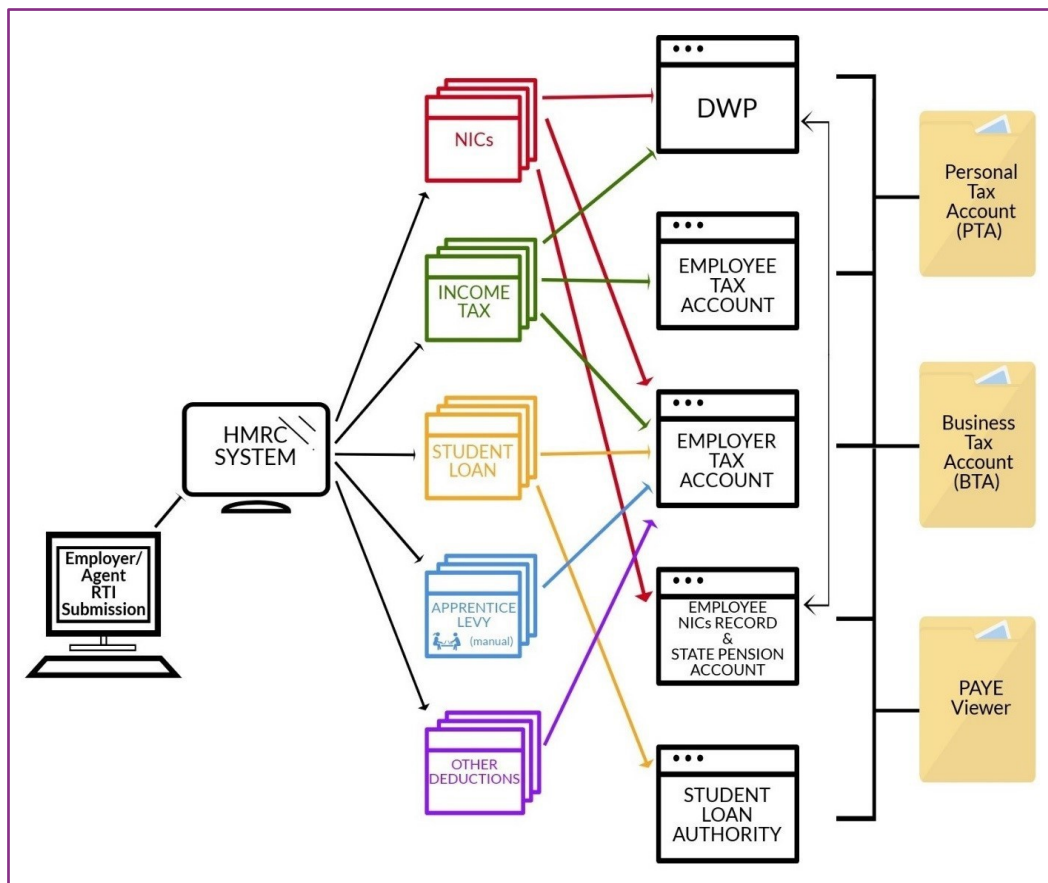 Employer/
Agent
RTI
Submission
HMRC
SYSTEM
NICs
INCOME
TAX
STUDENT
LOAN
APPRENTICE
LEVY
(manual)
OTHER
DEDUCTIONS
DWP
EMPLOYEE
TAX
ACCOUNT
EMPLOYER
TAX
ACCOUNT
EMPLOYEE
NICs RECORD
&
STATE PENSION
ACCOUNT
STUDENT
LOAN
AUTHORITY
Personal
Tax
Account
(PTA)
Business
Tax
Account
(BTA)
PAYE
Viewer